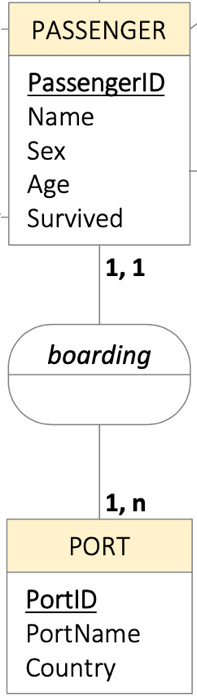 PASSENGER
PassengerID
Name
Sex
Age
Survived
1, 1
boarding
1, n
PORT
PortID
PortName
Country